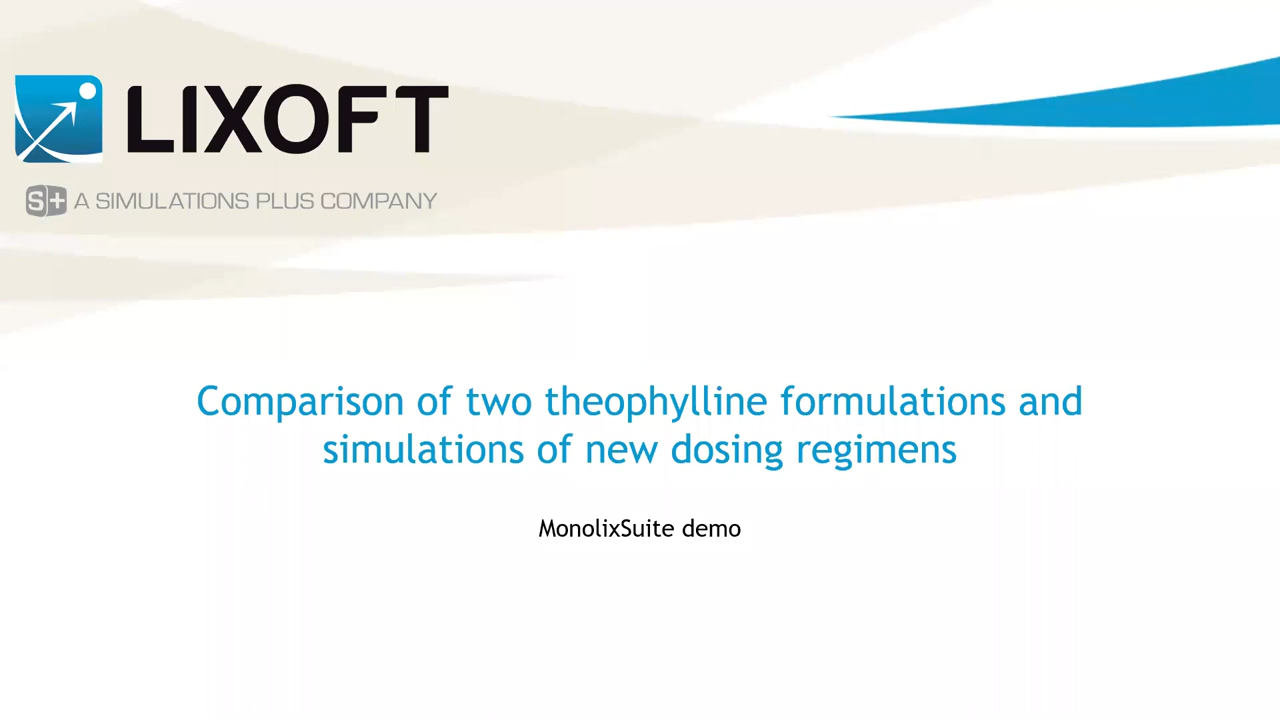 LIXOFT
S+ A SIMULATIONS PLUS COMPANY
Comparison of two theophylline formulations and
simulations of new dosing regimens
MonolixSuite demo